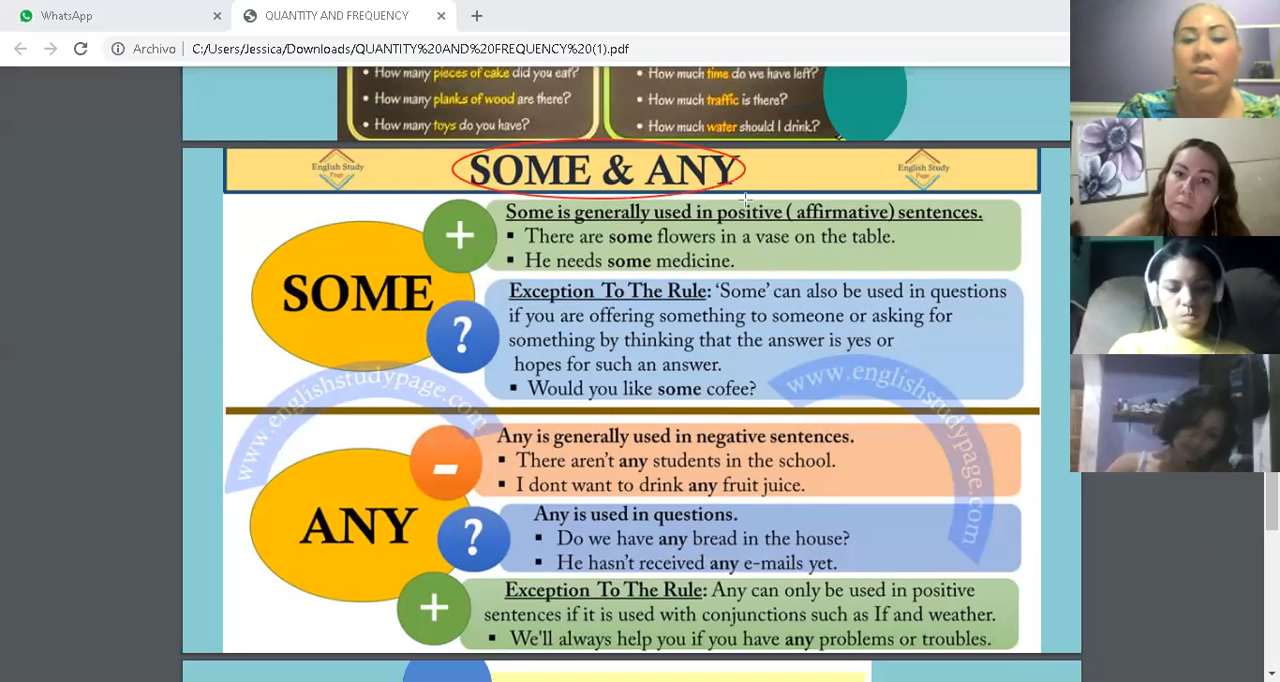 WhatsApp
QUANTITY AND FREQUENCY
Archivo
C:/Users/Jessica/Downloads/QUANTITY%20AND%20FREQUENCY%20(1).pdf
• How many pieces of cake did you eat?
• How many planks of wood are there?
• How many toys do you have?
• How much time do we have left?
• How much traffic is there?
• How much water should I drink?
English Study
Page
SOME & ANY
English Study
Page
SOME
+
Some is generally used in positive ( affirmative) sentences.
▪ There are some flowers in a vase on the table.
▪ He needs some medicine.
?
Exception To The Rule: ‘Some’ can also be used in questions
if you are offering something to someone or asking for
something by thinking that the answer is yes or
hopes for such an answer.
▪ Would you like some cofee?
www.englishstudypage.com
www.englishstudypage.com
ANY
-
Any is generally used in negative sentences.
▪ There aren’t any students in the school.
▪ I dont want to drink any fruit juice.
?
Any is used in questions.
▪ Do we have any bread in the house?
▪ He hasn’t received any e-mails yet.
+
Exception To The Rule: Any can only be used in positive
sentences if it is used with conjunctions such as If and weather.
▪ We'll always help you if you have any problems or troubles.